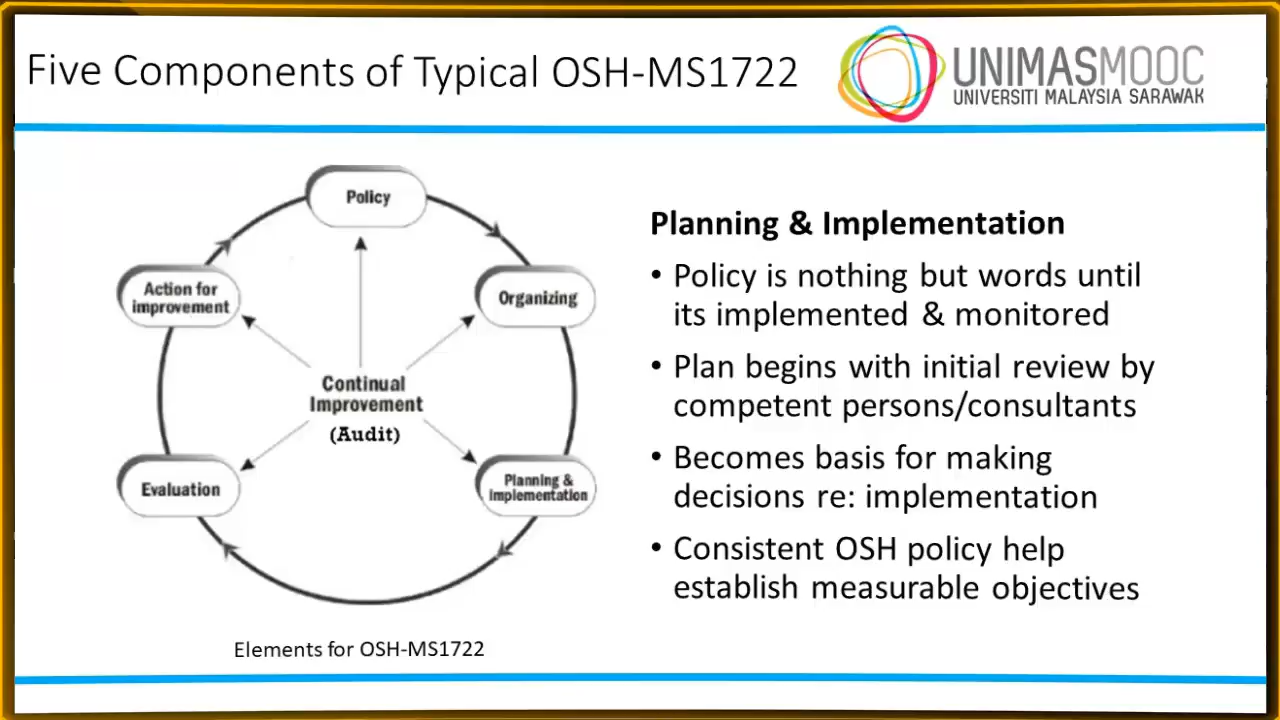 Five Components of Typical OSH-MS1722
UNIMASMOOC
UNIVERSITI MALAYSIA SARAWAK
Policy
Organizing
Planning &
Implementation
Evaluation
Action for
improvement
Continual
Improvement
(Audit)
Elements for OSH-MS1722
Planning & Implementation
• Policy is nothing but words until
its implemented & monitored
• Plan begins with initial review by
competent persons/consultants
• Becomes basis for making
decisions re: implementation
• Consistent OSH policy help
establish measurable objectives